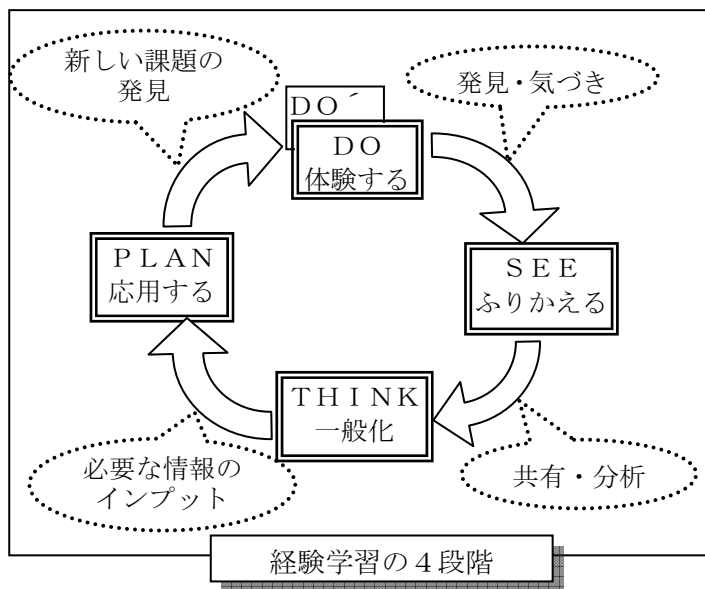 新しい課題の
発見
発見・気づき
ＤＯ´
ＤＯ
体験する
ＰＬＡＮ
応用する
ＳＥＥ
ふりかえる
ＴＨＩＮＫ
一般化
必要な情報の
インプット
共有・分析
経験学習の４段階